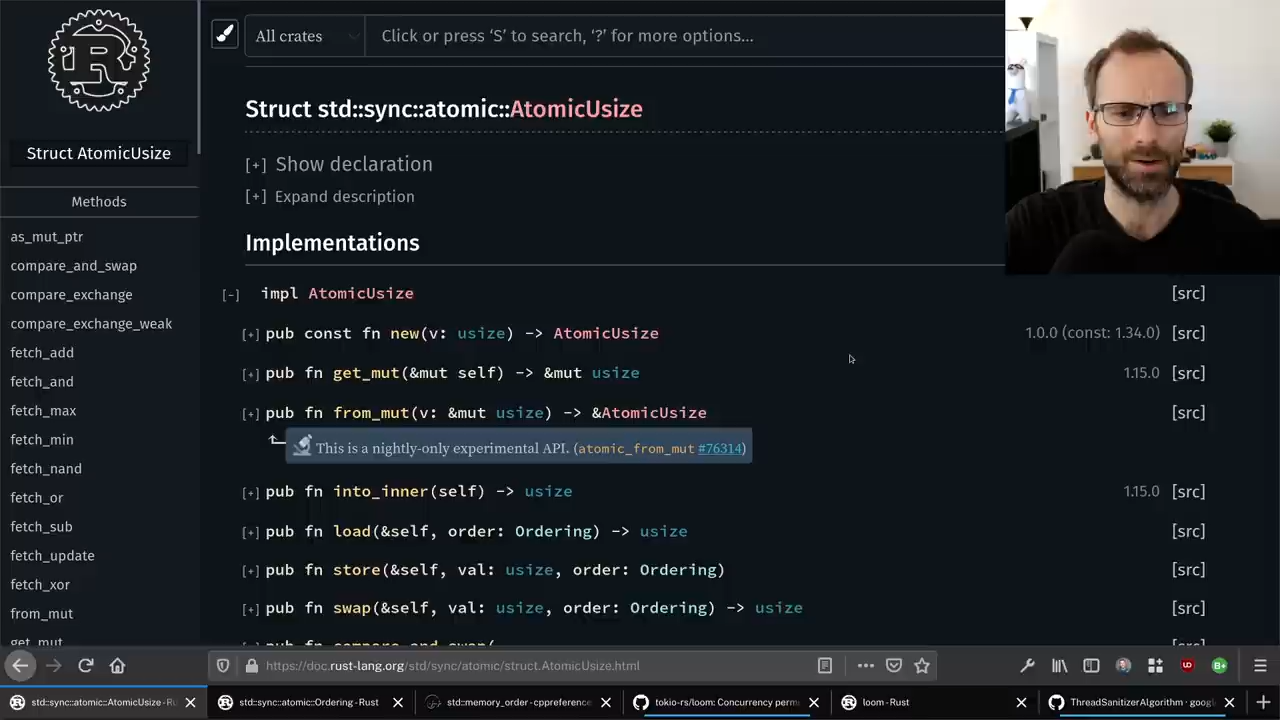 All crates
Click or press ‘S’ to search, ‘?’ for more options…
Struct std::sync::atomic::AtomicUsize
[+] Show declaration
[+] Expand description
Implementations
[-] impl AtomicUsize [src]
[+] pub const fn new(v: usize) -> AtomicUsize 1.0.0 (const: 1.34.0) [src]
[+] pub fn get_mut(&mut self) -> &mut usize 1.15.0 [src]
[+] pub fn from_mut(v: &mut usize) -> &AtomicUsize [src]
This is a nightly-only experimental API. (atomic_from_mut #76314)
[+] pub fn into_inner(self) -> usize 1.15.0 [src]
[+] pub fn load(&self, order: Ordering) -> usize [src]
[+] pub fn store(&self, val: usize, order: Ordering) [src]
[+] pub fn swap(&self, val: usize, order: Ordering) -> usize [src]
pub fn compare_and_swap(
R
Struct AtomicUsize
Methods
as_mut_ptr
compare_and_swap
compare_exchange
compare_exchange_weak
fetch_add
fetch_and
fetch_max
fetch_min
fetch_nand
fetch_or
fetch_sub
fetch_update
fetch_xor
from_mut
get_mut
https://doc.rust-lang.org/std/sync/atomic/struct.AtomicUsize.html
std::sync::atomic::AtomicUsize - Ru
std::sync::atomic::Ordering - Rust
std::memory_order - cppreference
tokio-rs/loom: Concurrency perm
loom - Rust
ThreadSanitizerAlgorithm · goog